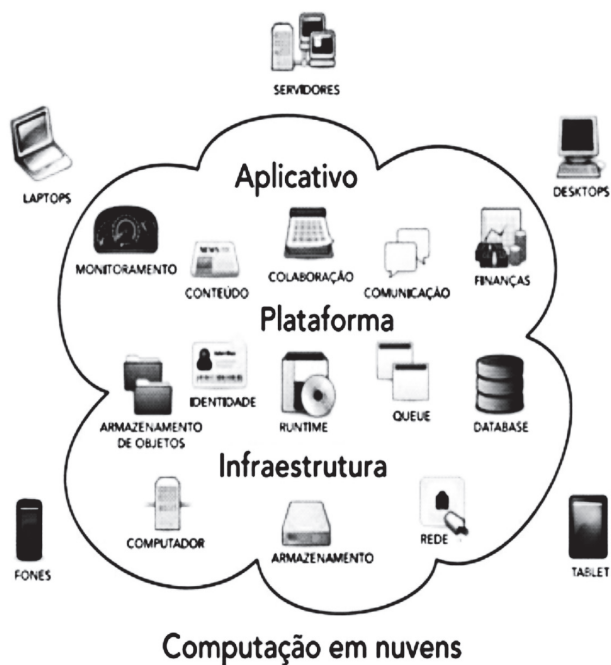 SERVIDORES
LAPTOPS
DESKTOPS
Aplicativo
MONITORAMENTO
NEWS
CONTEÚDO
COLABORAÇÃO
COMUNICAÇÃO
FINANÇAS
Plataforma
ARMAZENAMENTO
DE OBJETOS
IDENTIDADE
RUNTIME
QUEUE
DATABASE
Infraestrutura
COMPUTADOR
ARMAZENAMENTO
REDE
FONES
TABLET
Computação em nuvens